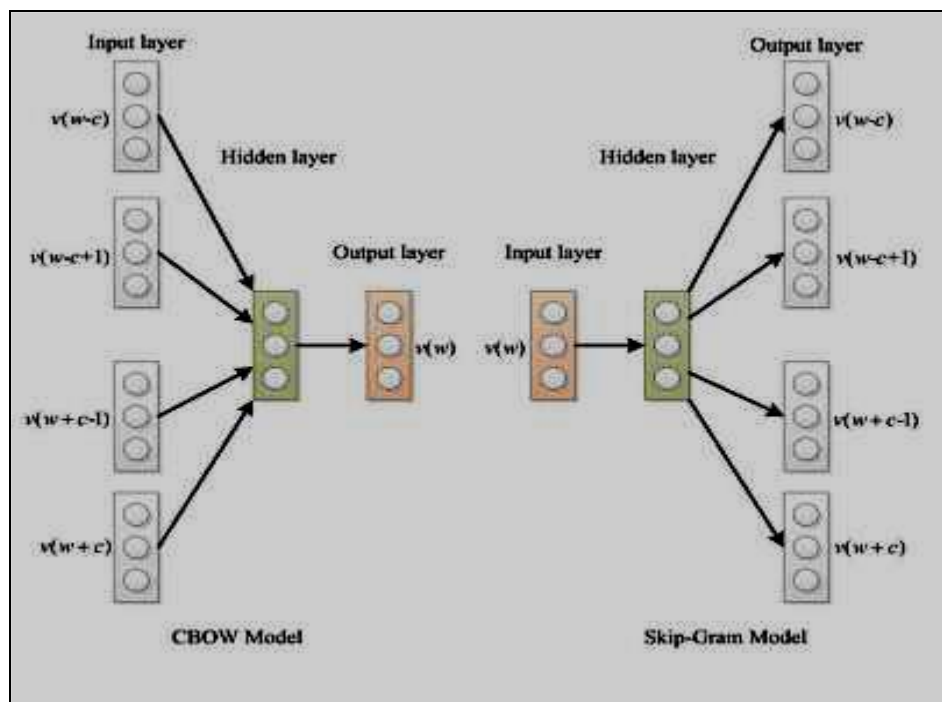 Input layer
v(w-c)
Hidden layer
v(w-c+1)
Output layer
v(w)
v(w+c-1)
v(w+c)
CBOW Model
Output layer
v(w-c)
Hidden layer
v(w-c+1)
Input layer
v(w)
v(w+c-1)
v(w+c)
Skip-Gram Model